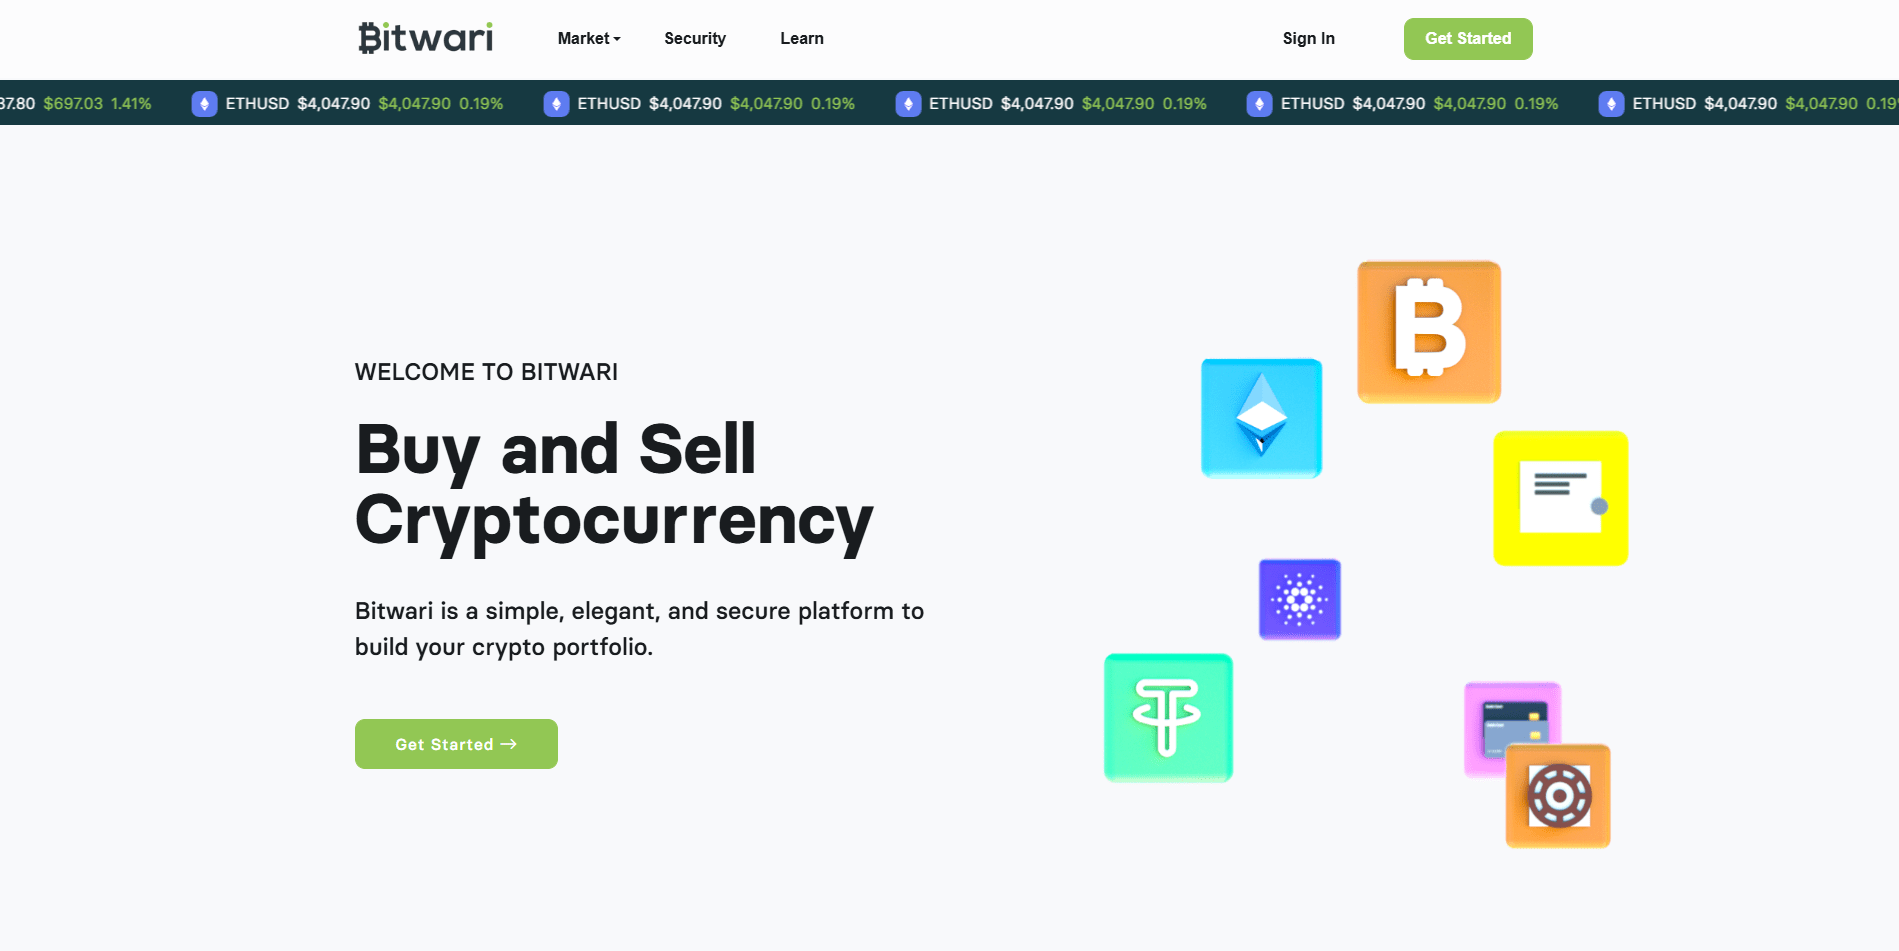 Bitwari
Market
Security
Learn
Sign In
Get Started
37.80 $697.03 1.41%
ETHUSD $4,047.90 $4,047.90 0.19%
ETHUSD $4,047.90 $4,047.90 0.19%
ETHUSD $4,047.90 $4,047.90 0.19%
ETHUSD $4,047.90 $4,047.90 0.19%
ETHUSD $4,047.90 $4,047.90 0.19%
WELCOME TO BITWARI
Buy and Sell
Cryptocurrency
Bitwari is a simple, elegant, and secure platform to
build your crypto portfolio.
Get Started →